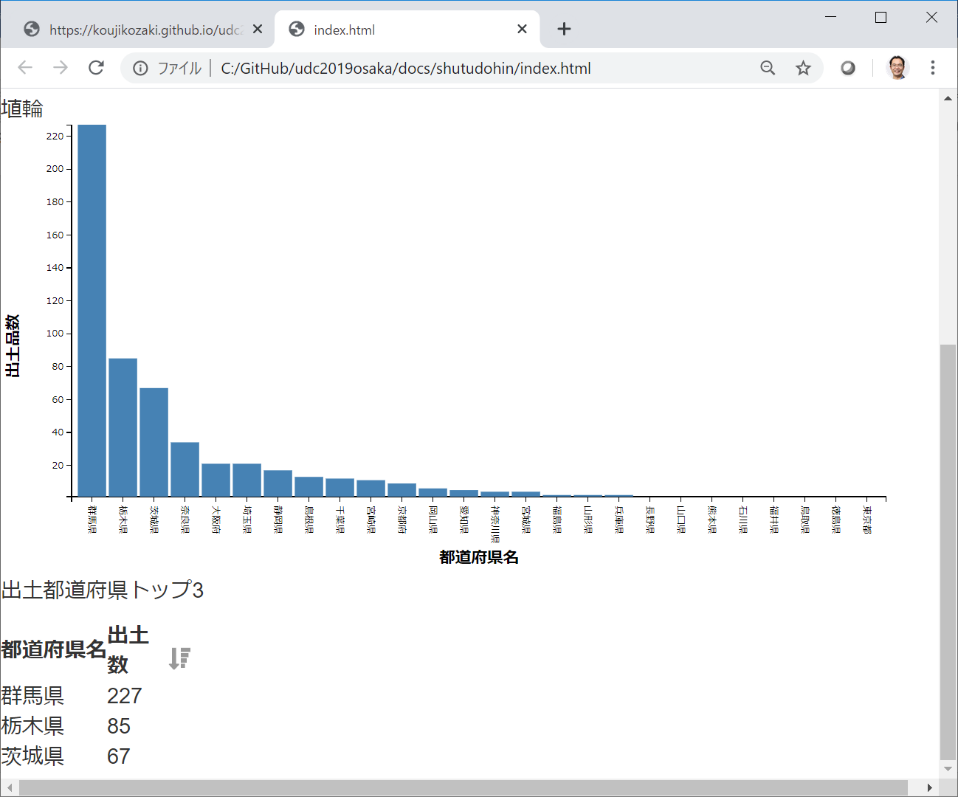 https://koujikozaki.github.io/udc2
index.html
ファイル | C:/GitHub/udc2019osaka/docs/shutudohin/index.html
埴輪
220
200
180
160
140
120
100
80
60
40
20
出土品数
群馬県 栃木県 茨城県 奈良県 大阪府 埼玉県 静岡県 島根県 千葉県 宮崎県 京都府 岡山県 愛知県 神奈川県 宮城県 福島県 山形県 兵庫県 長野県 山口県 熊本県 石川県 福井県 鳥取県 徳島県 東京都
都道府県名
出土都道府県トップ3
都道府県名 出土
数
群馬県 227
栃木県 85
茨城県 67